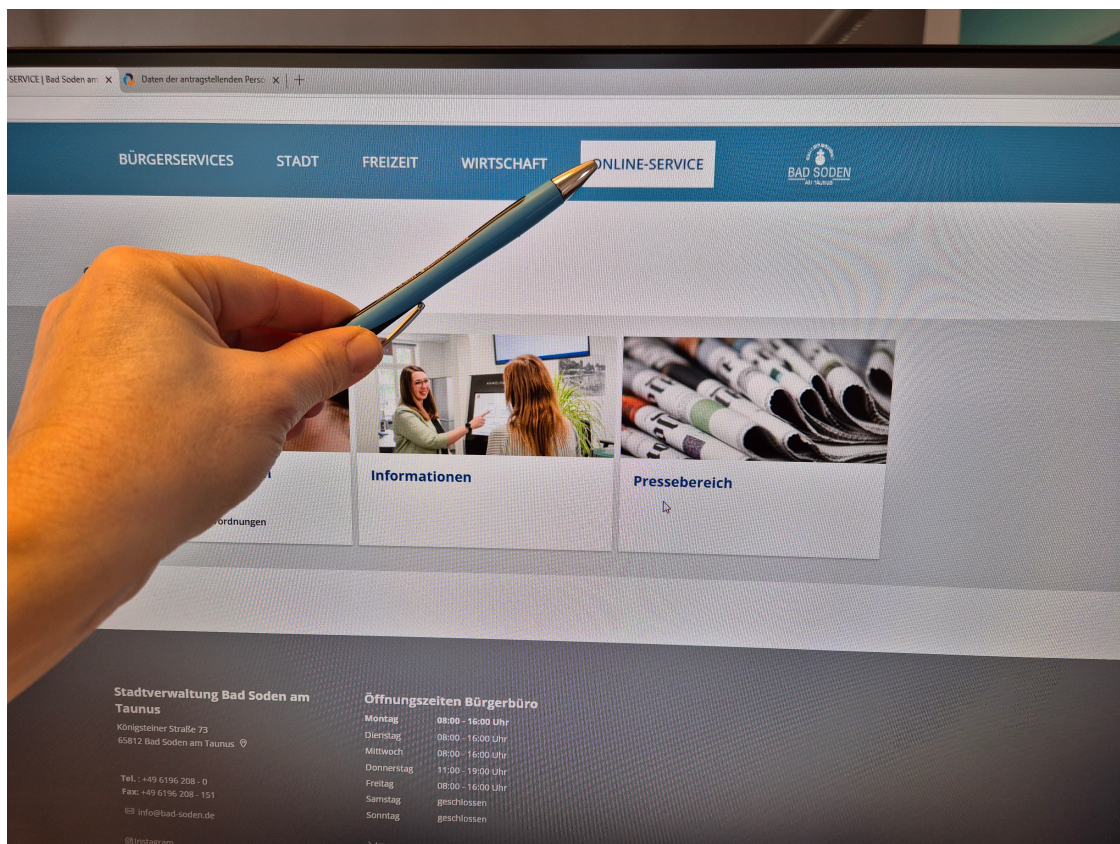 -SERVICE | Bad Soden am
Daten der antragstellenden Perso
BÜRGERSERVICES STADT FREIZEIT WIRTSCHAFT ONLINE-SERVICE
BAD SODEN
AM TAUNUS
Informationen
Pressebereich
ordnungen
Stadtverwaltung Bad Soden am
Taunus
Königsteiner Straße 73
65812 Bad Soden am Taunus
Tel. : +49 6196 208 - 0
Fax: +49 6196 208 - 151
info@bad-soden.de
Instagram
Öffnungszeiten Bürgerbüro
Montag 08:00 - 16:00 Uhr
Dienstag 08:00 - 16:00 Uhr
Mittwoch 08:00 - 16:00 Uhr
Donnerstag 11:00 - 19:00 Uhr
Freitag 08:00 - 16:00 Uhr
Samstag geschlossen
Sonntag geschlossen